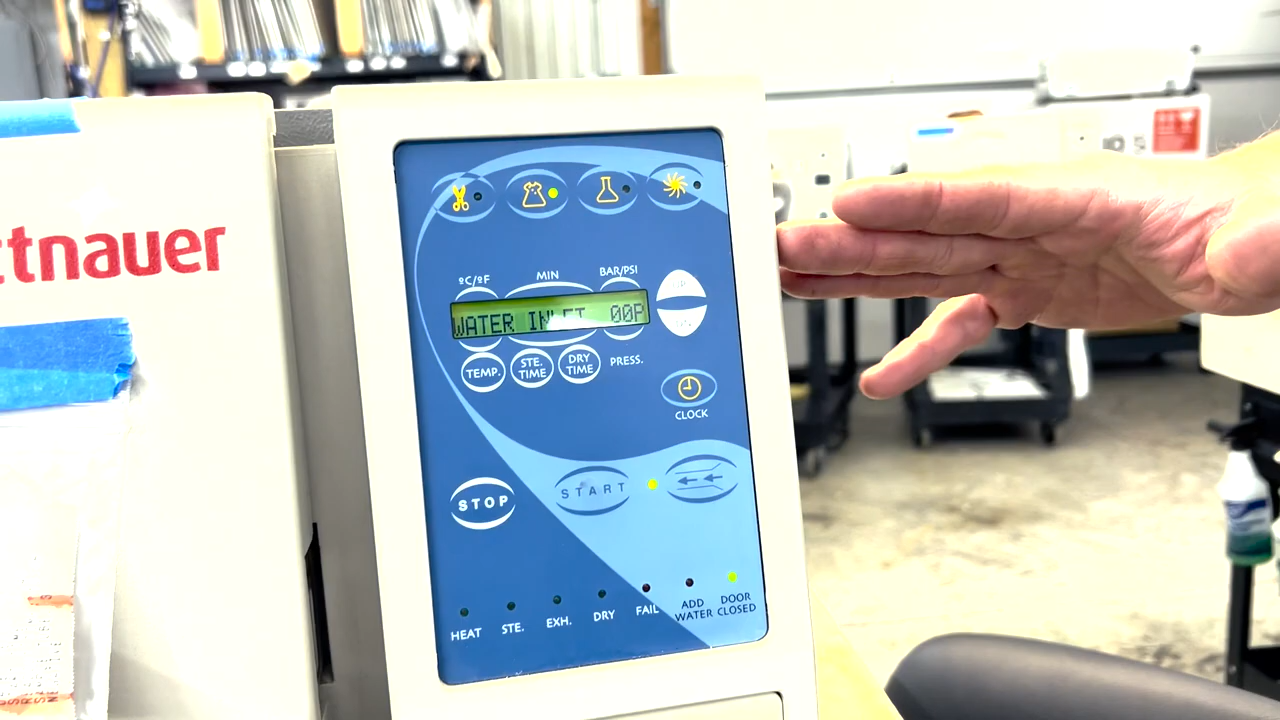 ttnauer
ºC/ºF MIN BAR/PSI
WATER INLET 00P
TEMP. STE. TIME DRY TIME PRESS.
CLOCK
STOP START
HEAT STE. EXH. DRY FAIL ADD WATER DOOR CLOSED